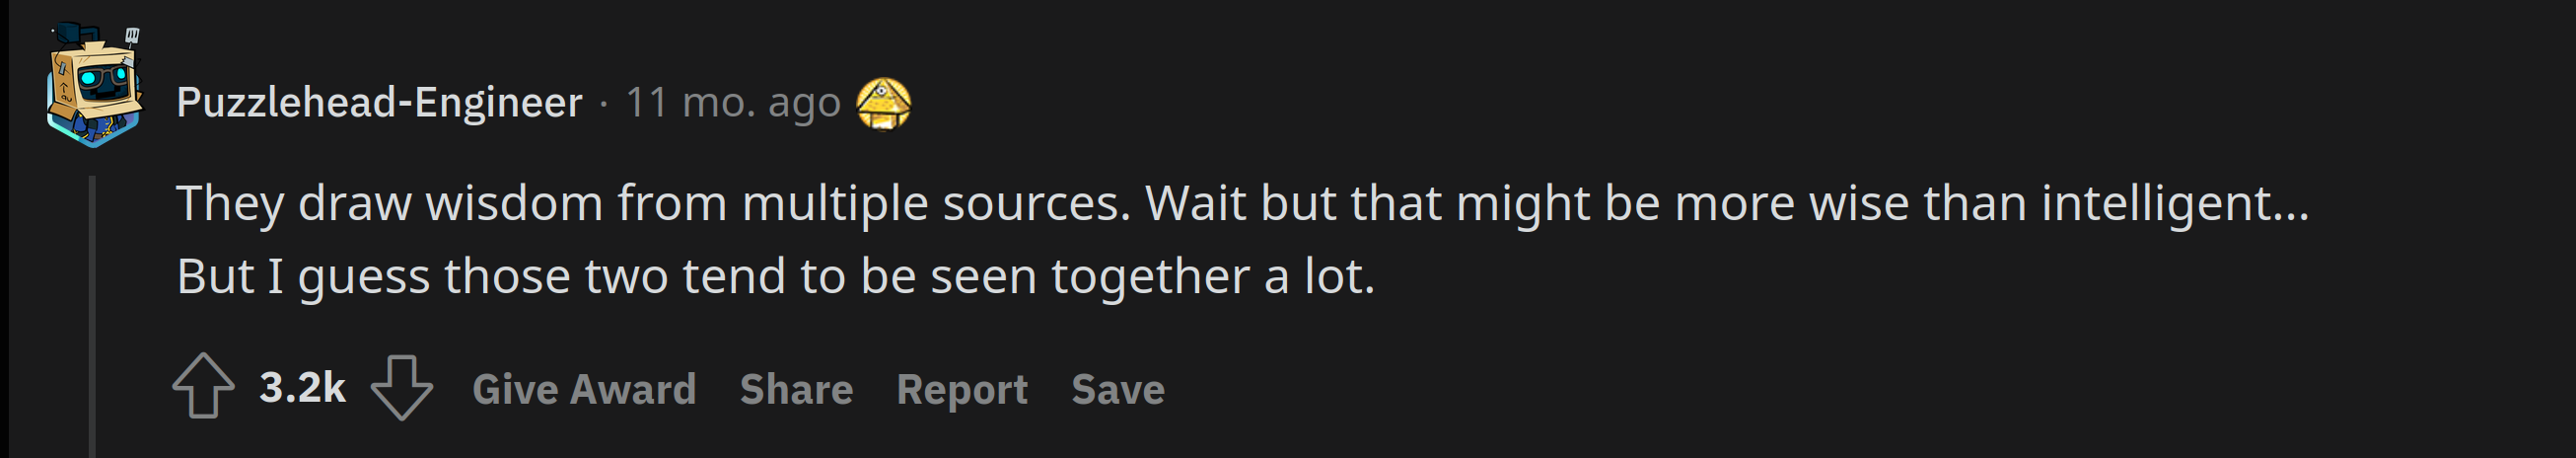 Puzzlehead-Engineer · 11 mo. ago
They draw wisdom from multiple sources. Wait but that might be more wise than intelligent...
But I guess those two tend to be seen together a lot.
3.2k Give Award Share Report Save